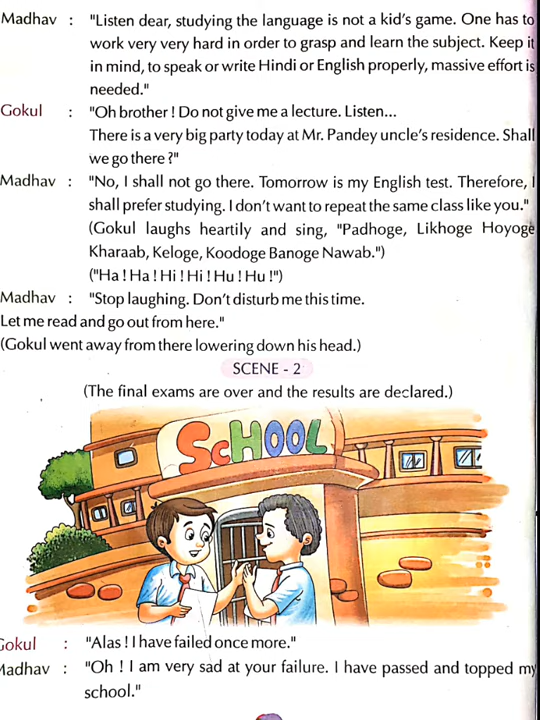 Madhav : "Listen dear, studying the language is not a kid's game. One has to
work very very hard in order to grasp and learn the subject. Keep it
in mind, to speak or write Hindi or English properly, massive effort is
needed."
Gokul : "Oh brother ! Do not give me a lecture. Listen...
There is a very big party today at Mr. Pandey uncle's residence. Shall
we go there ?"
Madhav : "No, I shall not go there. Tomorrow is my English test. Therefore, I
shall prefer studying. I don't want to repeat the same class like you."
(Gokul laughs heartily and sing, "Padhoge, Likhoge Hoyoge
Kharaab, Keloge, Koodoge Banoge Nawab.")
("Ha ! Ha ! Hi ! Hi ! Hu ! Hu !")
Madhav : "Stop laughing. Don't disturb me this time.
Let me read and go out from here."
(Gokul went away from there lowering down his head.)
SCENE - 2
(The final exams are over and the results are declared.)
ScHOOL
Gokul : "Alas ! I have failed once more."
Madhav : "Oh ! I am very sad at your failure. I have passed and topped my
school."